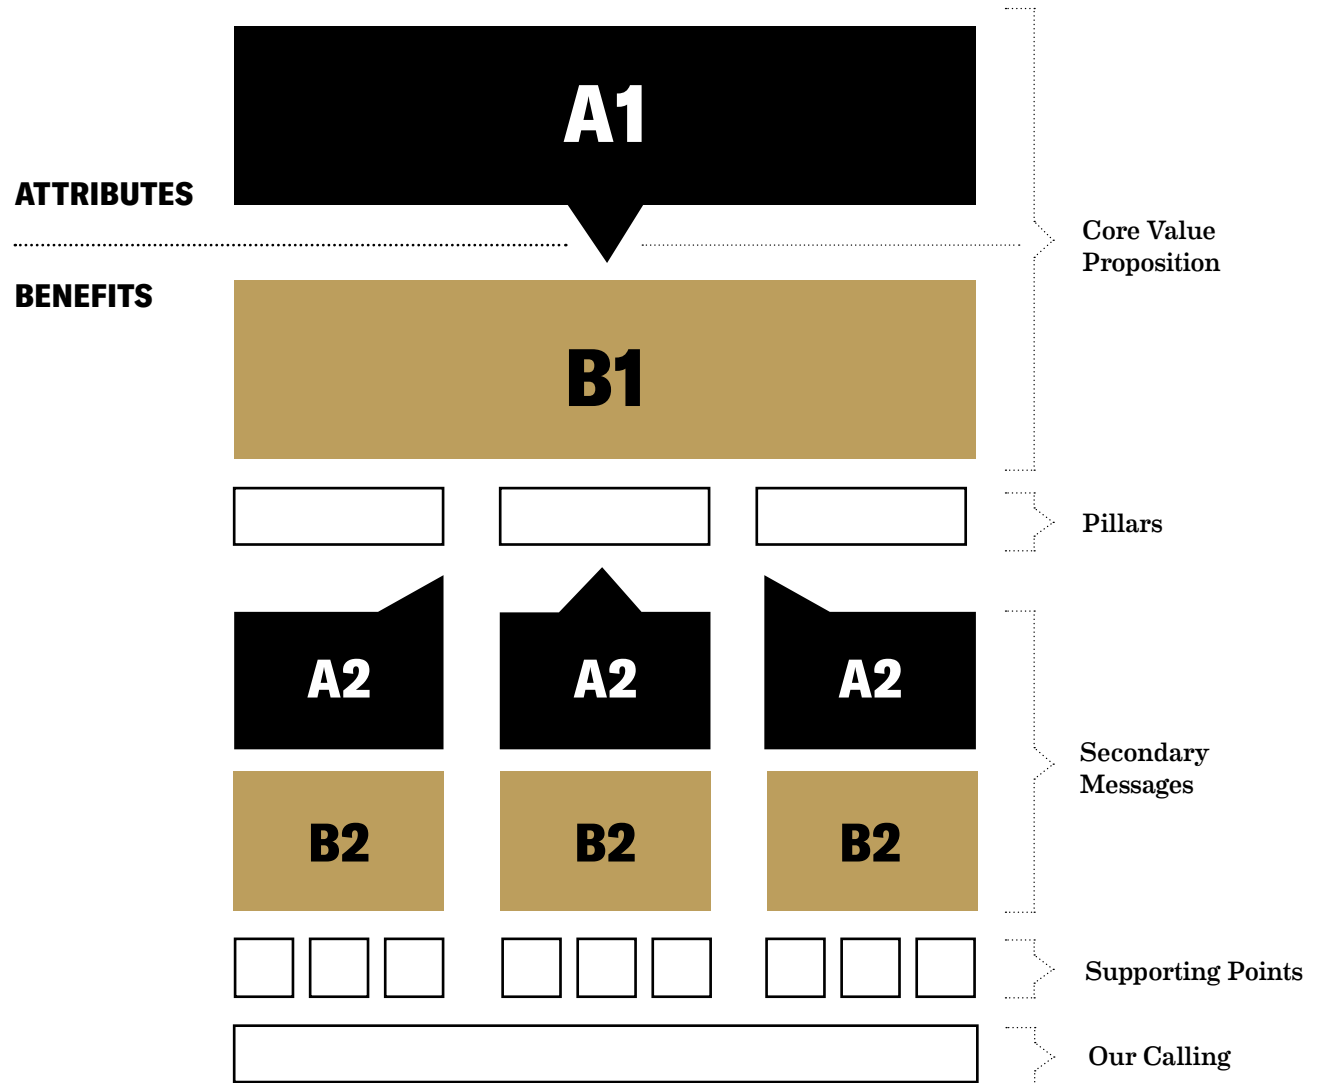 A1
ATTRIBUTES
Core Value
Proposition
BENEFITS
B1
Pillars
A2 A2 A2
Secondary
Messages
B2 B2 B2
Supporting Points
Our Calling